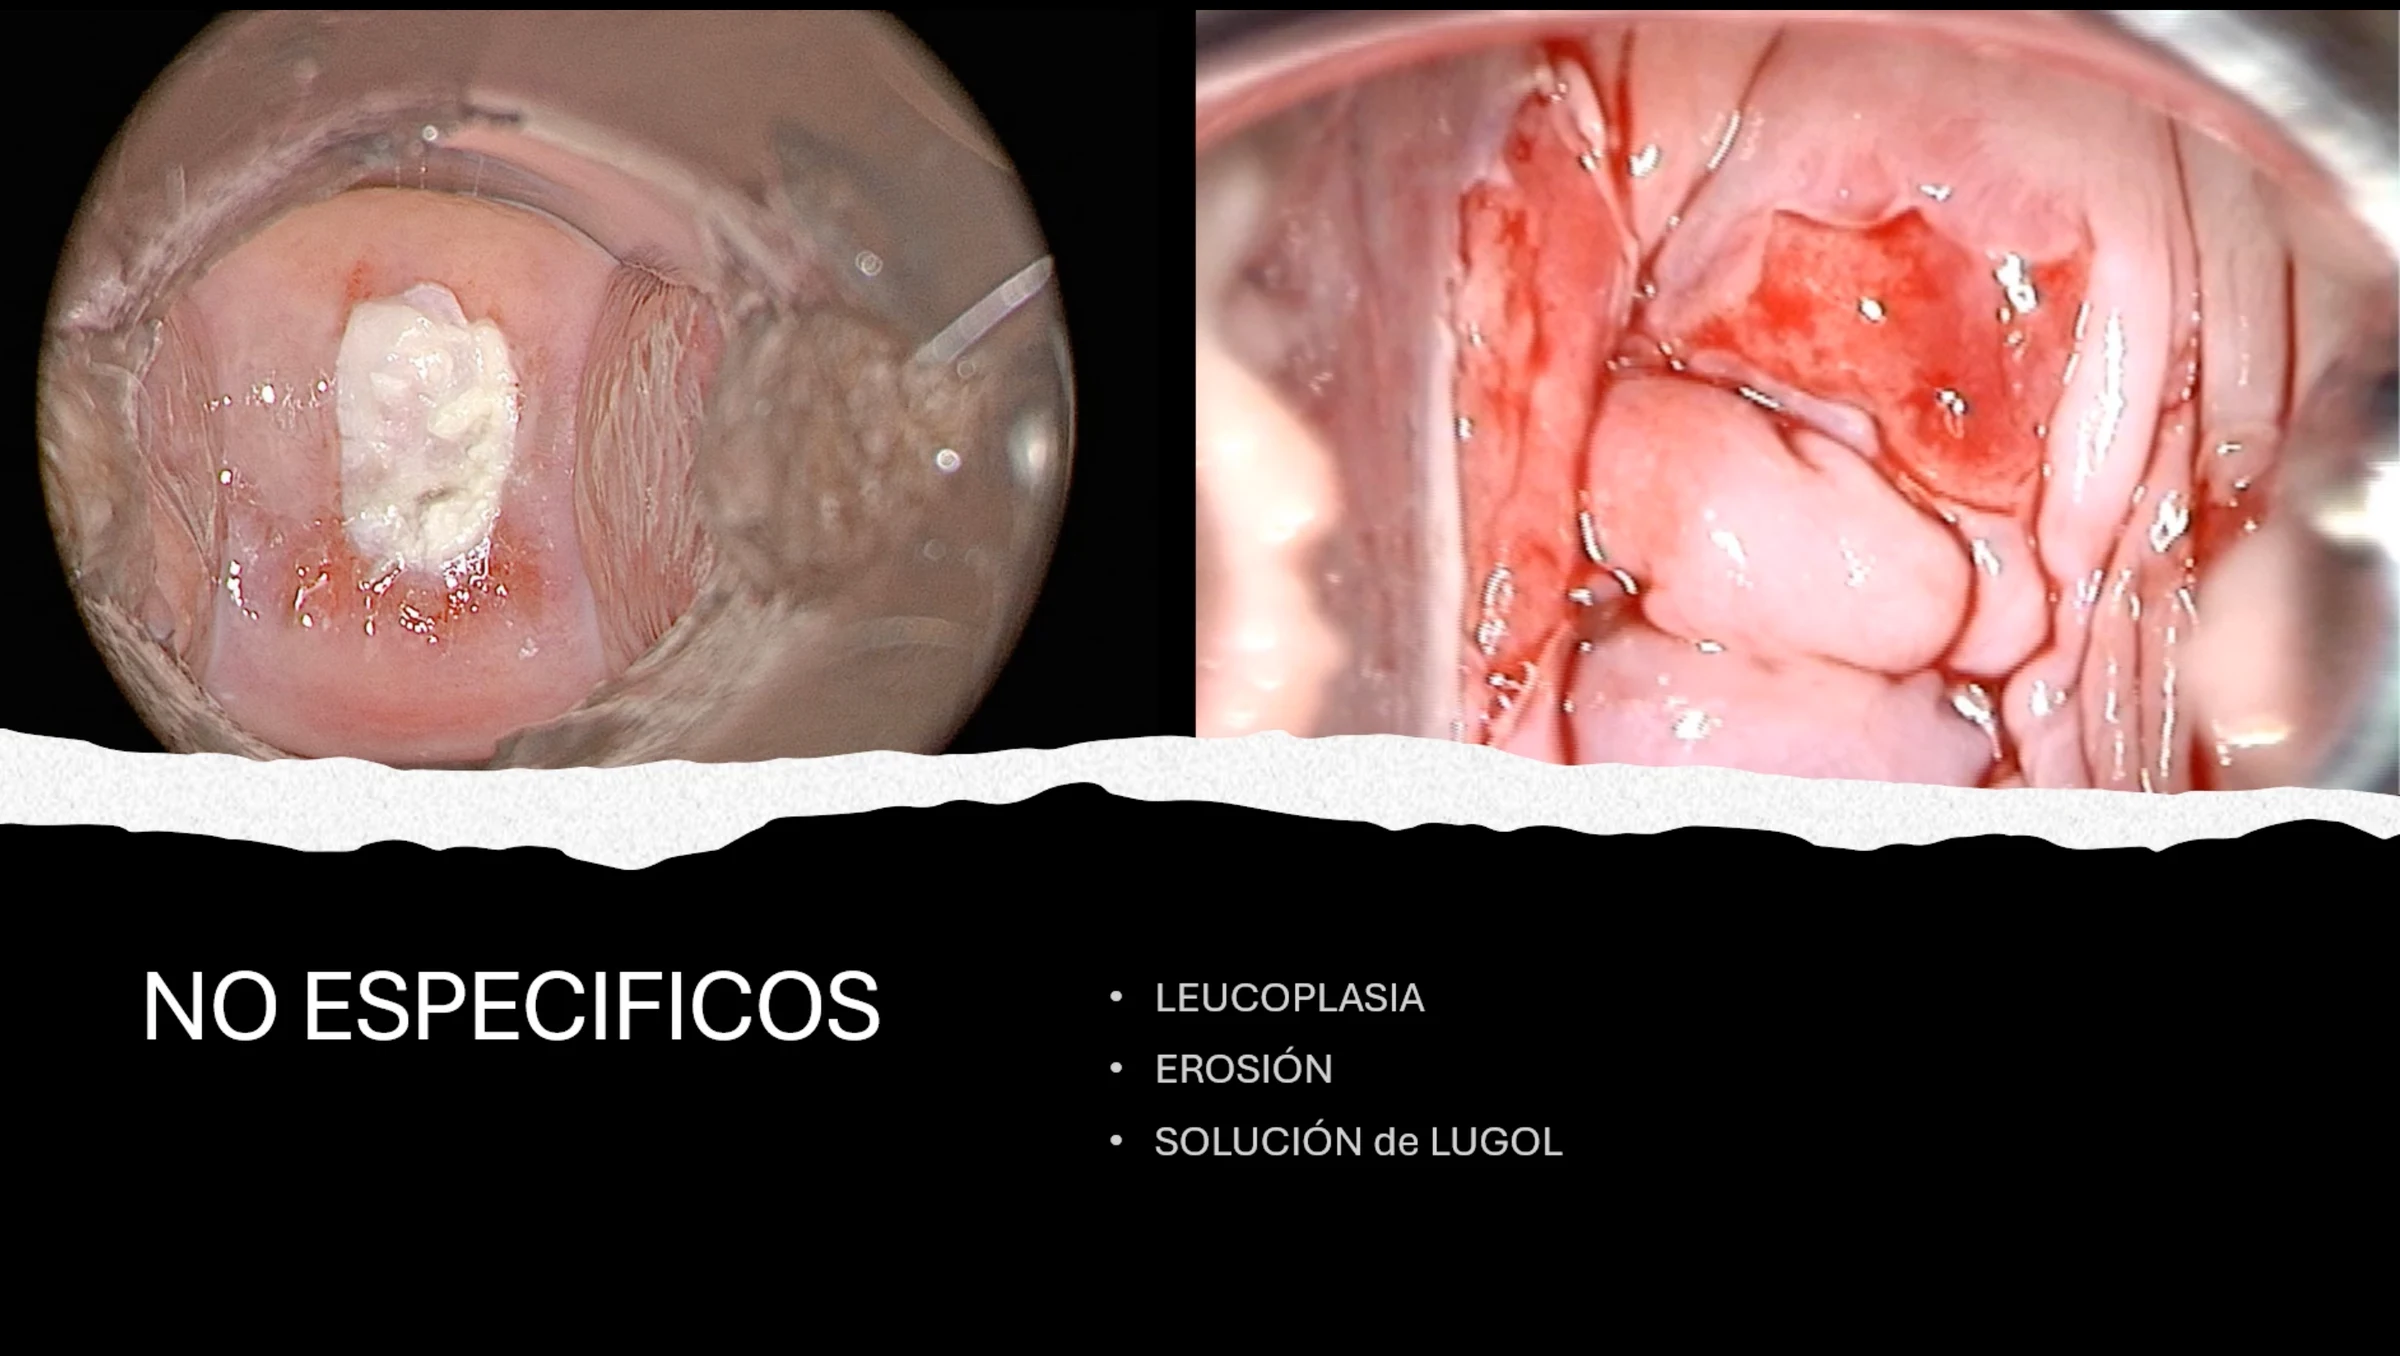 NO ESPECIFICOS
• LEUCOPLASIA
• EROSIÓN
• SOLUCIÓN de LUGOL